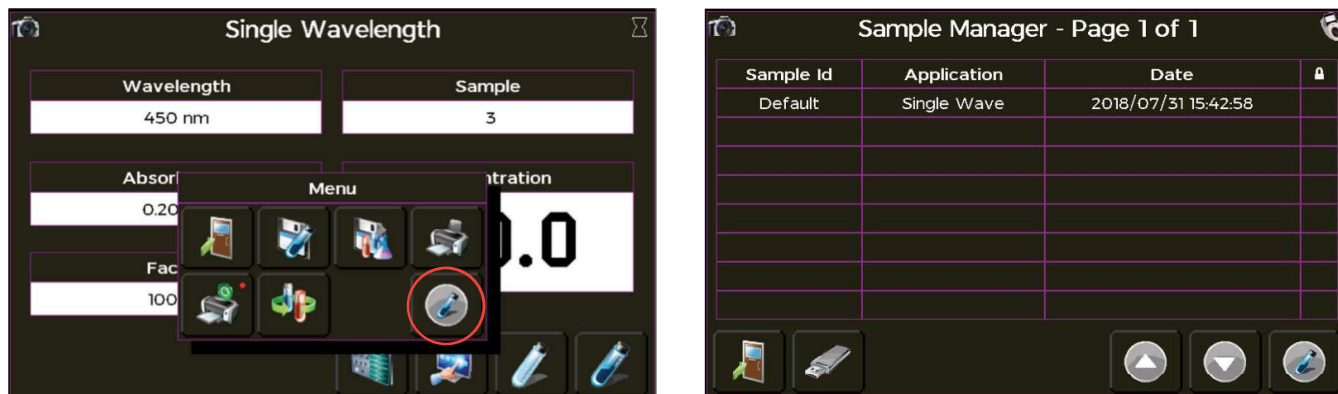 Single Wavelength
Wavelength
Sample
450 nm
3
Absor
ntration
Menu
0.20
.0
Fac
100
Sample Manager - Page 1 of 1
Sample Id Application Date
Default Single Wave 2018/07/31 15:42:58